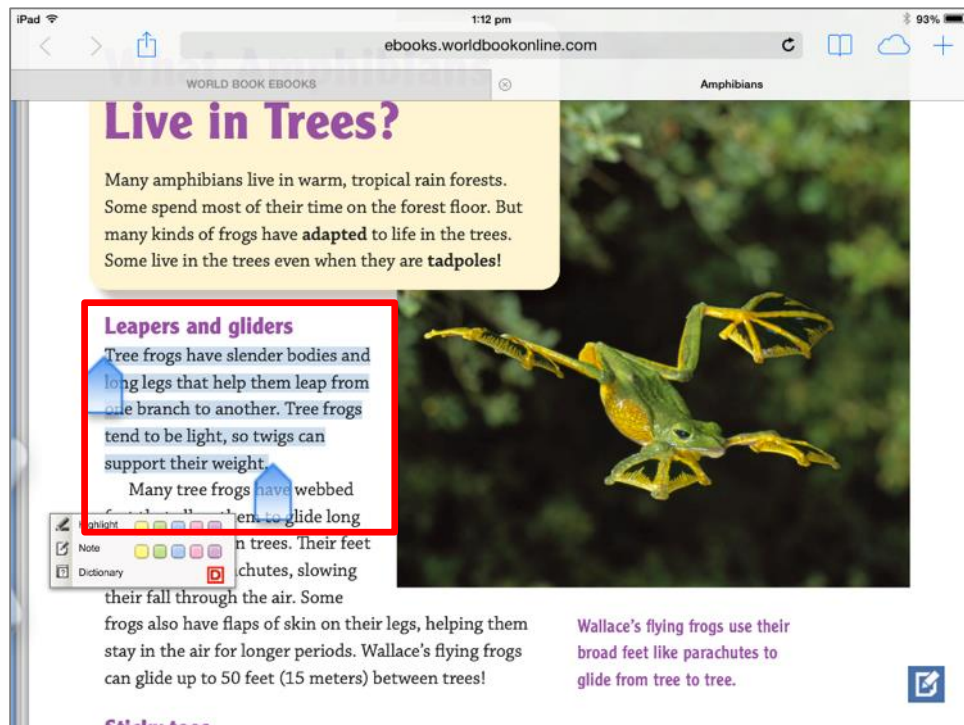 iPad 1:12 pm 93%
ebooks.worldbookonline.com
WORLD BOOK EBOOKS Amphibians
What Amphibians
Live in Trees?
Many amphibians live in warm, tropical rain forests.
Some spend most of their time on the forest floor. But
many kinds of frogs have adapted to life in the trees.
Some live in the trees even when they are tadpoles!
Leapers and gliders
Tree frogs have slender bodies and
long legs that help them leap from
one branch to another. Tree frogs
tend to be light, so twigs can
support their weight.
Many tree frogs have webbed
them to glide long
n trees. Their feet
chutes, slowing
their fall through the air. Some
frogs also have flaps of skin on their legs, helping them
stay in the air for longer periods. Wallace's flying frogs
can glide up to 50 feet (15 meters) between trees!
Highlight
Note
Dictionary D
Wallace's flying frogs use their
broad feet like parachutes to
glide from tree to tree.
Sticky toes